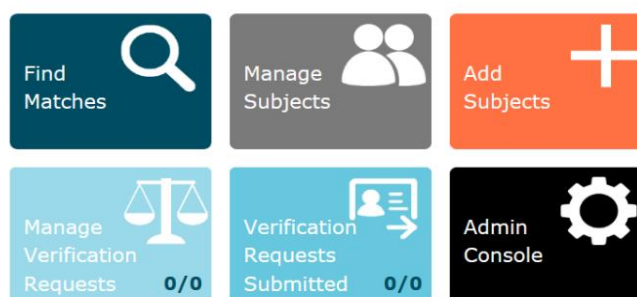 Find
Matches
Manage
Subjects
Add
Subjects
Manage
Verification
Requests 0/0
Verification
Requests
Submitted 0/0
Admin
Console